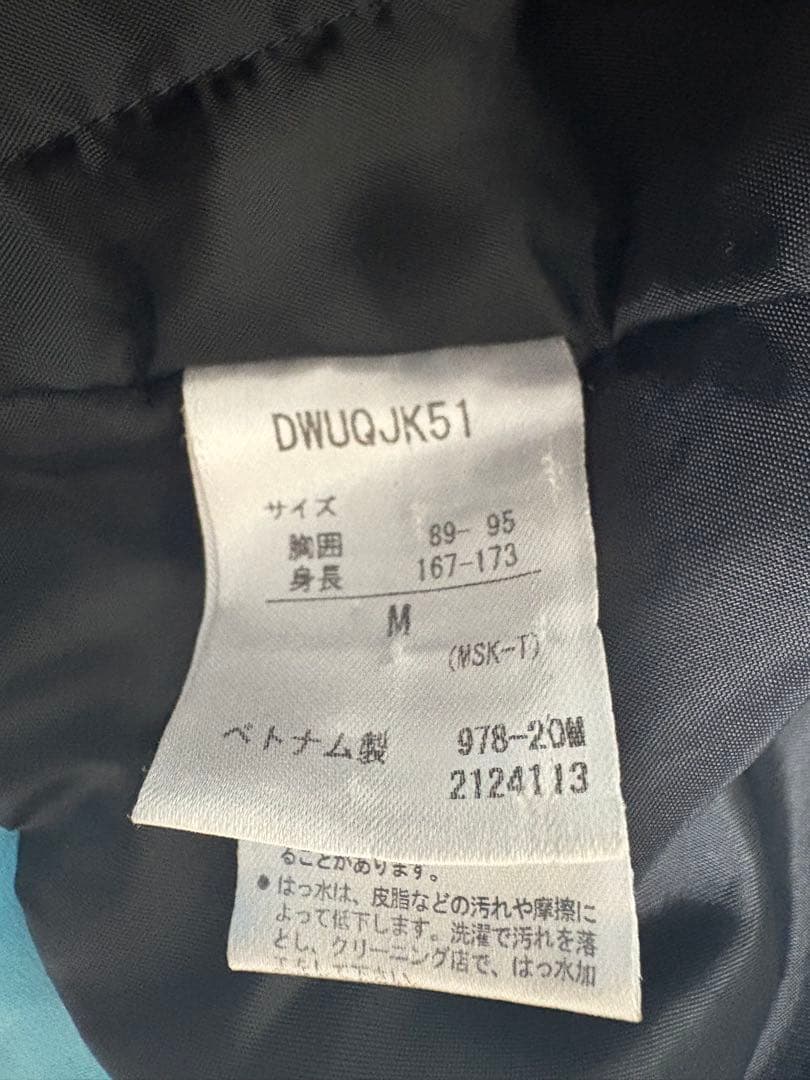 DWUQJK51
サイズ
胸囲 89- 95
身長 167-173
M
(MSK-T)
ベトナム製 978-20M
2124113
ることがあります。
●はっ水は、皮脂などの汚れや摩擦に
よって低下します。洗濯で汚れを落
とし、クリーニング店で、はっ水加